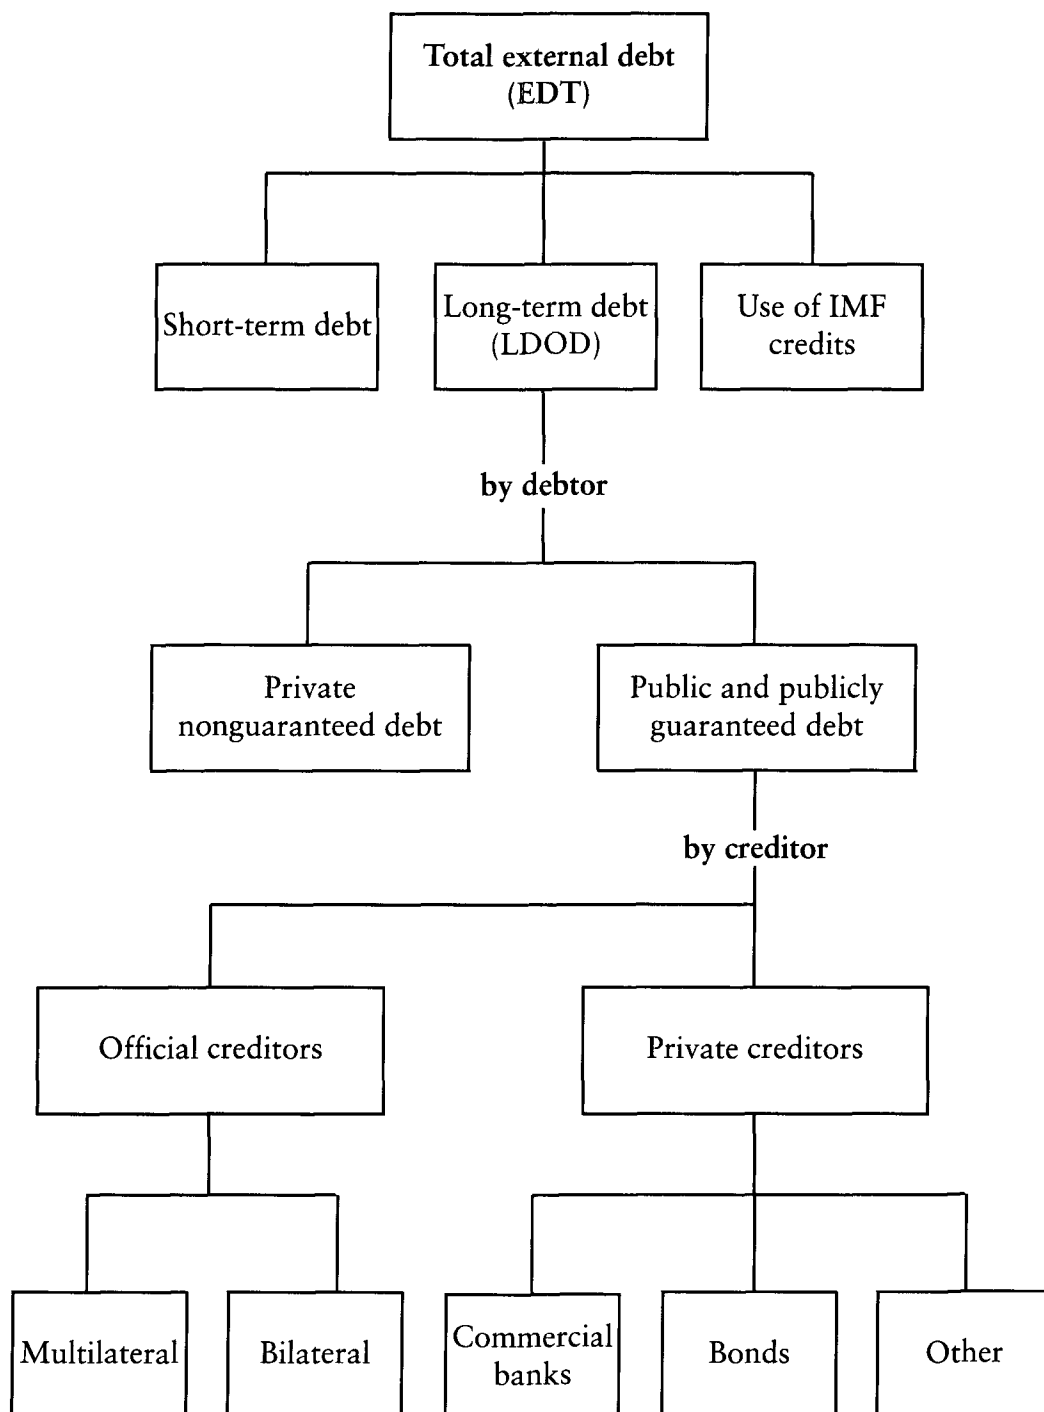 Total external debt
(EDT)
Short-term debt
Long-term debt
(LDOD)
Use of IMF
credits
by debtor
Private
nonguaranteed debt
Public and publicly
guaranteed debt
by creditor
Official creditors
Private creditors
Multilateral
Bilateral
Commercial
banks
Bonds
Other